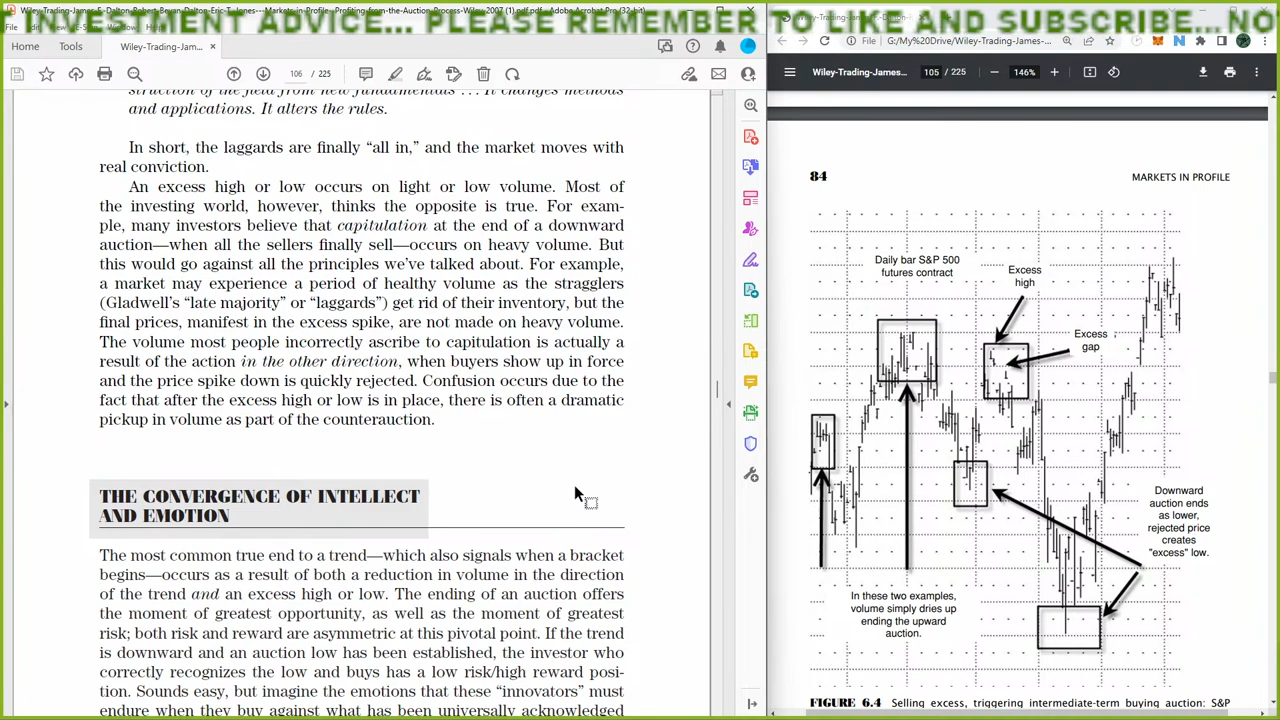 INVESTMENT ADVICE... PLEASE REMEMBER TO LIKE AND SUBSCRIBE... NO
Home
Tools
Wiley-Trading-Jam...
106 / 225
struction of the field from new fundamentals . . . It changes methods
and applications. It alters the rules.
In short, the laggards are finally “all in,” and the market moves with
real conviction.
An excess high or low occurs on light or low volume. Most of
the investing world, however, thinks the opposite is true. For exam-
ple, many investors believe that capitulation at the end of a downward
auction—when all the sellers finally sell—occurs on heavy volume. But
this would go against all the principles we’ve talked about. For example,
a market may experience a period of healthy volume as the stragglers
(Gladwell’s “late majority” or “laggards”) get rid of their inventory, but the
final prices, manifest in the excess spike, are not made on heavy volume.
The volume most people incorrectly ascribe to capitulation is actually a
result of the action in the other direction, when buyers show up in force
and the price spike down is quickly rejected. Confusion occurs due to the
fact that after the excess high or low is in place, there is often a dramatic
pickup in volume as part of the counterauction.
THE CONVERGENCE OF INTELLECT
AND EMOTION
The most common true end to a trend—which also signals when a bracket
begins—occurs as a result of both a reduction in volume in the direction
of the trend and an excess high or low. The ending of an auction offers
the moment of greatest opportunity, as well as the moment of greatest
risk; both risk and reward are asymmetric at this pivotal point. If the trend
is downward and an auction low has been established, the investor who
correctly recognizes the low and buys has a low risk/high reward posi-
tion. Sounds easy, but imagine the emotions that these “innovators” must
endure when they buy against what has been universally acknowledged
File
G:/My%20Drive/Wiley-Trading-James-...
Wiley-Trading-James...
105 / 225
146%
84
MARKETS IN PROFILE
Daily bar S&P 500
futures contract
Excess
high
Excess
gap
Downward
auction ends
as lower,
rejected price
creates
"excess" low.
In these two examples,
volume simply dries up
ending the upward
auction.
FIGURE 6.4 Selling excess, triggering intermediate-term buying auction: S&P